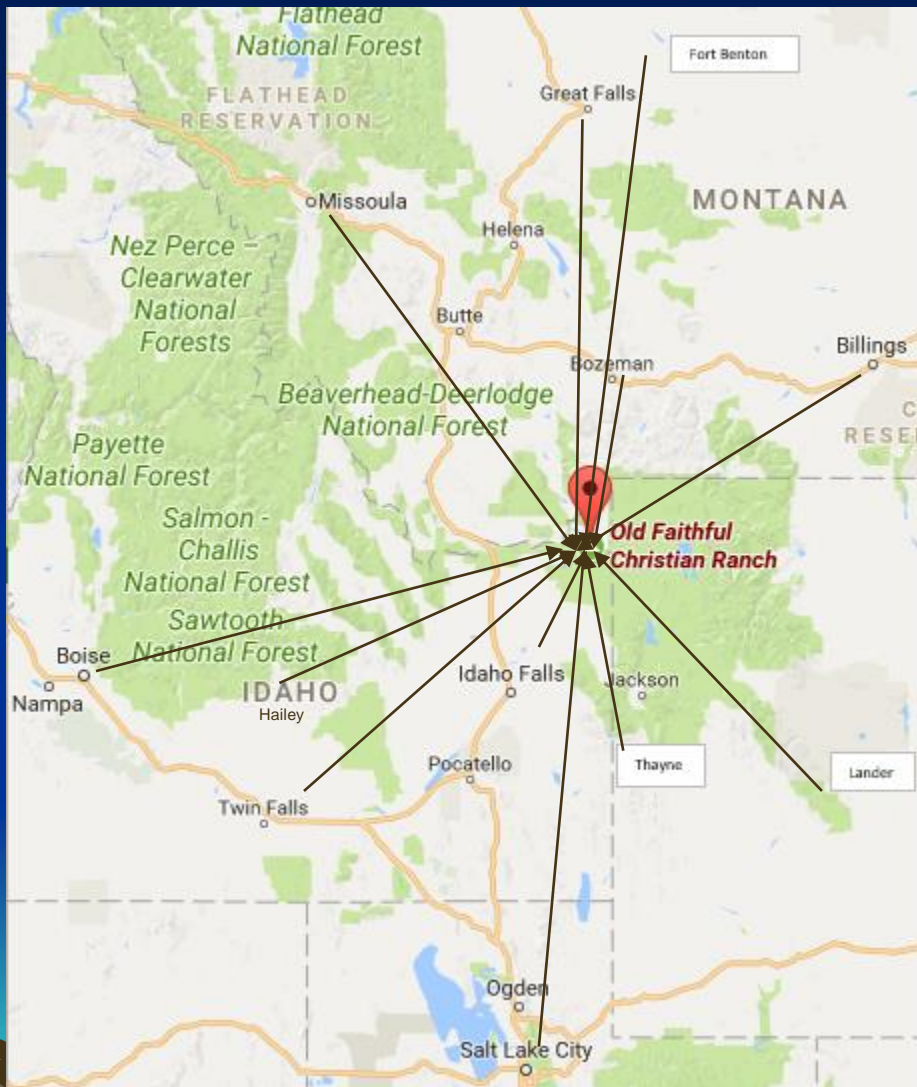 Flathead
National Forest
Fort Benton
Great Falls
FLATHEAD
RESERVATION
Missoula
MONTANA
Helena
Nez Perce –
Clearwater
National
Forests
Butte
Billings
Bozeman
Beaverhead-Deerlodge
National Forest
C
RESE
Payette
National Forest
Salmon -
Challis
National Forest
Old Faithful
Christian Ranch
Sawtooth
National Forest
Boise
Nampa
IDAHO
Hailey
Idaho Falls
Jackson
Pocatello
Thayne
Lander
Twin Falls
Ogden
Salt Lake City